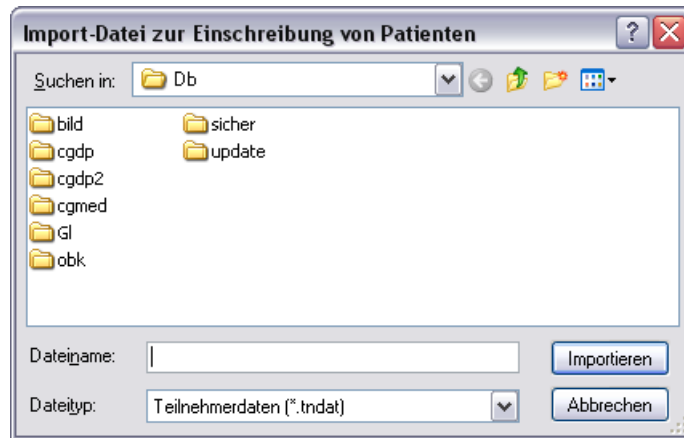 Import-Datei zur Einschreibung von Patienten
Suchen in: Db
bild sicher
cgdp update
cgdp2
cgmed
Gl
obk
Dateiname: Importieren
Dateityp: Teilnehmerdaten (*.tndat) Abbrechen